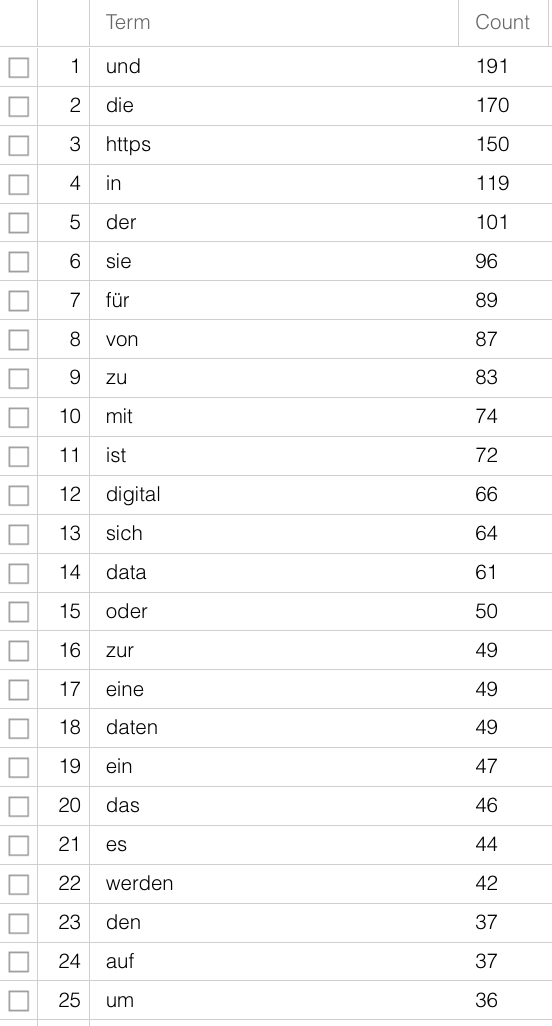 Term Count
1 und 191
2 die 170
3 https 150
4 in 119
5 der 101
6 sie 96
7 für 89
8 von 87
9 zu 83
10 mit 74
11 ist 72
12 digital 66
13 sich 64
14 data 61
15 oder 50
16 zur 49
17 eine 49
18 daten 49
19 ein 47
20 das 46
21 es 44
22 werden 42
23 den 37
24 auf 37
25 um 36